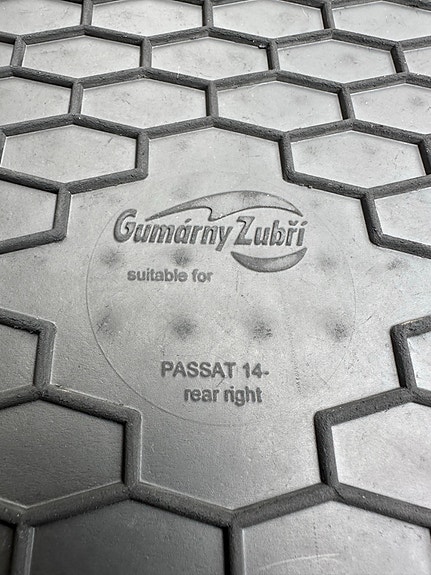 Gumárny Zubří
suitable for
PASSAT 14-
rear right